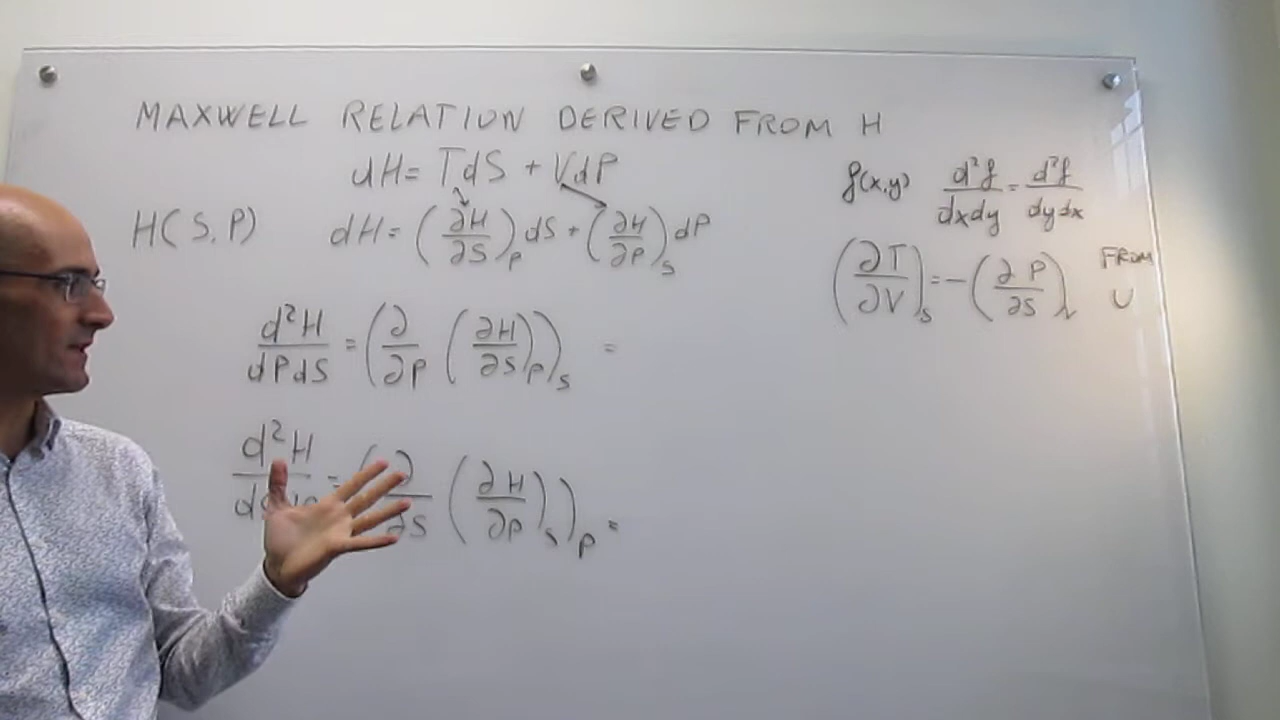 MAXWELL RELATION DERIVED FROM H
dH = TdS + VdP
H(S,P) dH = (∂H/∂S)_P dS + (∂H/∂P)_S dP
d²H/dPdS = (∂/∂P (∂H/∂S)_P)_S =
d²H/dSdP = (∂/∂S (∂H/∂P)_S)_P =
f(x,y) d²f/dxdy = d²f/dydx
(∂T/∂V)_S = -(∂P/∂S)_V FROM U